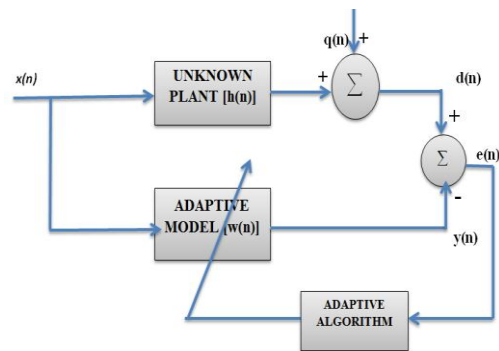 q(n)
+
x(n)
UNKNOWN
PLANT [h(n)]
+
Σ
d(n)
+
Σ
e(n)
ADAPTIVE
MODEL [w(n)]
-
y(n)
ADAPTIVE
ALGORITHM